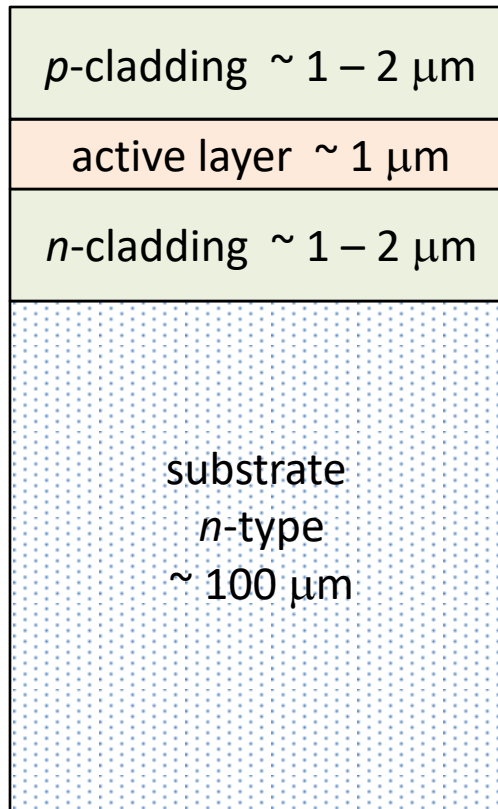 p-cladding ~ 1 – 2 μm
active layer ~ 1 μm
n-cladding ~ 1 – 2 μm
substrate
n-type
~ 100 μm